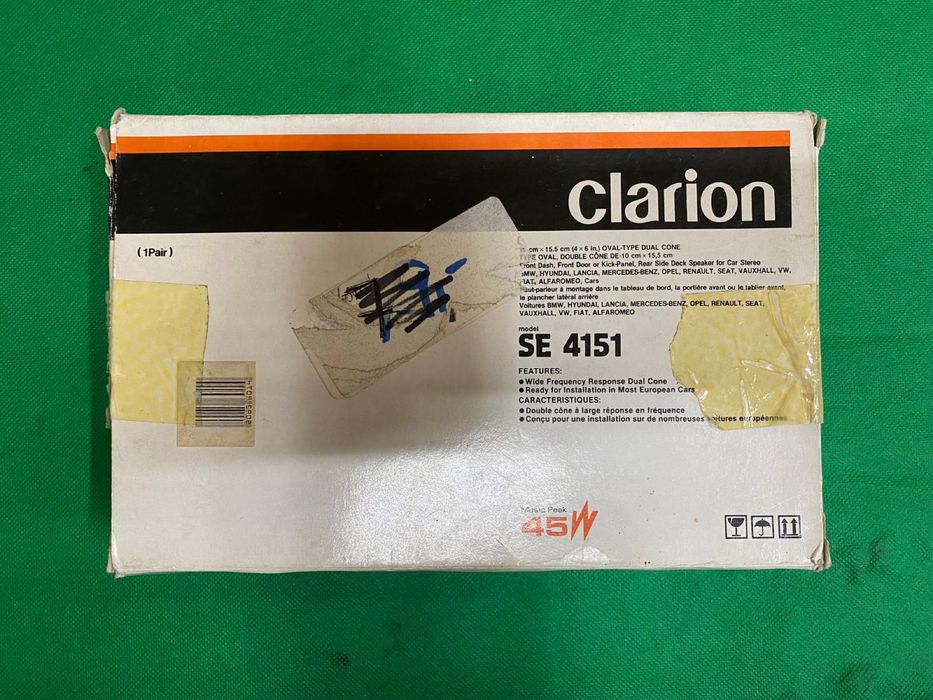 clarion
(1Pair)
cm × 15.5 cm (4 × 6 in.) OVAL-TYPE DUAL CONE
TYPE OVAL, DOUBLE CÔNE DE 10 cm × 15,5 cm
Front Dash, Front Door or Kick-Panel, Rear Side Deck Speaker for Car Stereo
BMW, HYUNDAI, LANCIA, MERCEDES-BENZ, OPEL, RENAULT, SEAT, VAUXHALL, VW,
FIAT, ALFAROMEO, Cars
Haut-parleur à montage dans le tableau de bord, la portière avant ou le tablier avant,
le plancher latéral arrière
Voitures BMW, HYUNDAI, LANCIA, MERCEDES-BENZ, OPEL, RENAULT, SEAT,
VAUXHALL, VW, FIAT, ALFAROMEO
model
SE 4151
FEATURES:
● Wide Frequency Response Dual Cone
● Ready for Installation in Most European Cars
CARACTERISTIQUES:
● Double cône à large réponse en fréquence
● Conçu pour une installation sur de nombreuses voitures européennes
Music Peak
45W